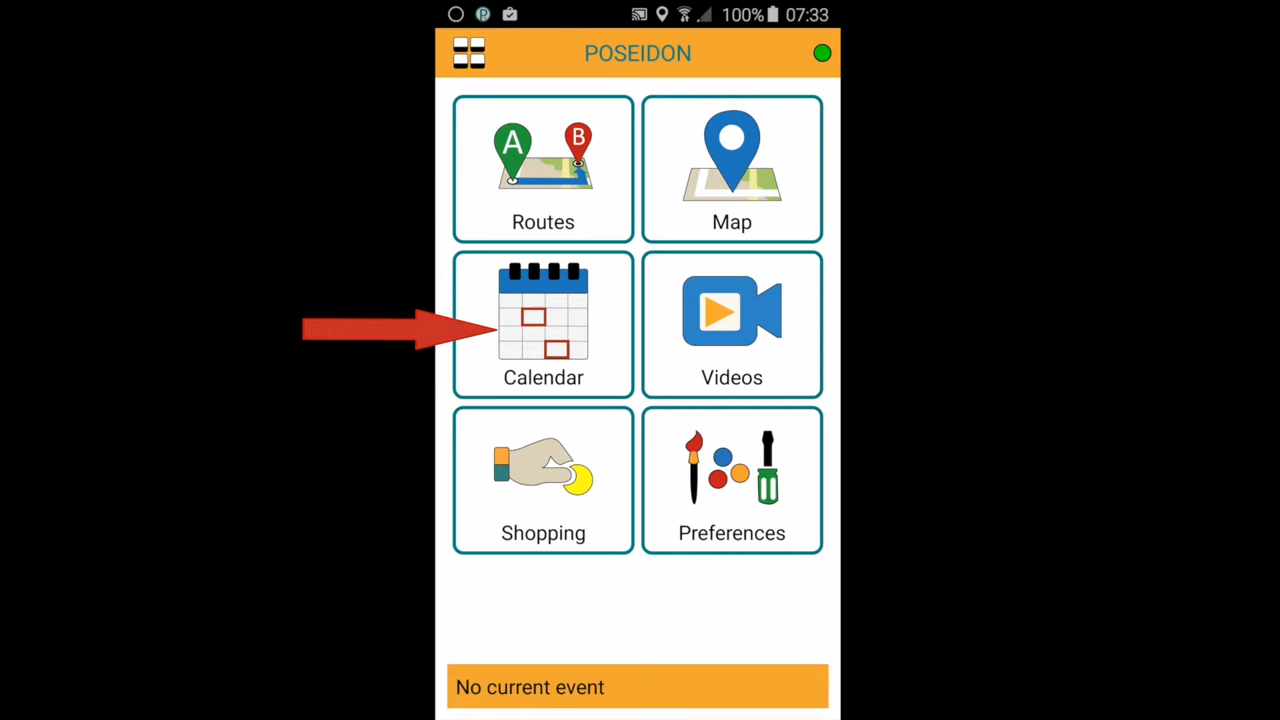 100% 07:33
POSEIDON
A B
Routes
Map
Calendar
Videos
Shopping
Preferences
No current event